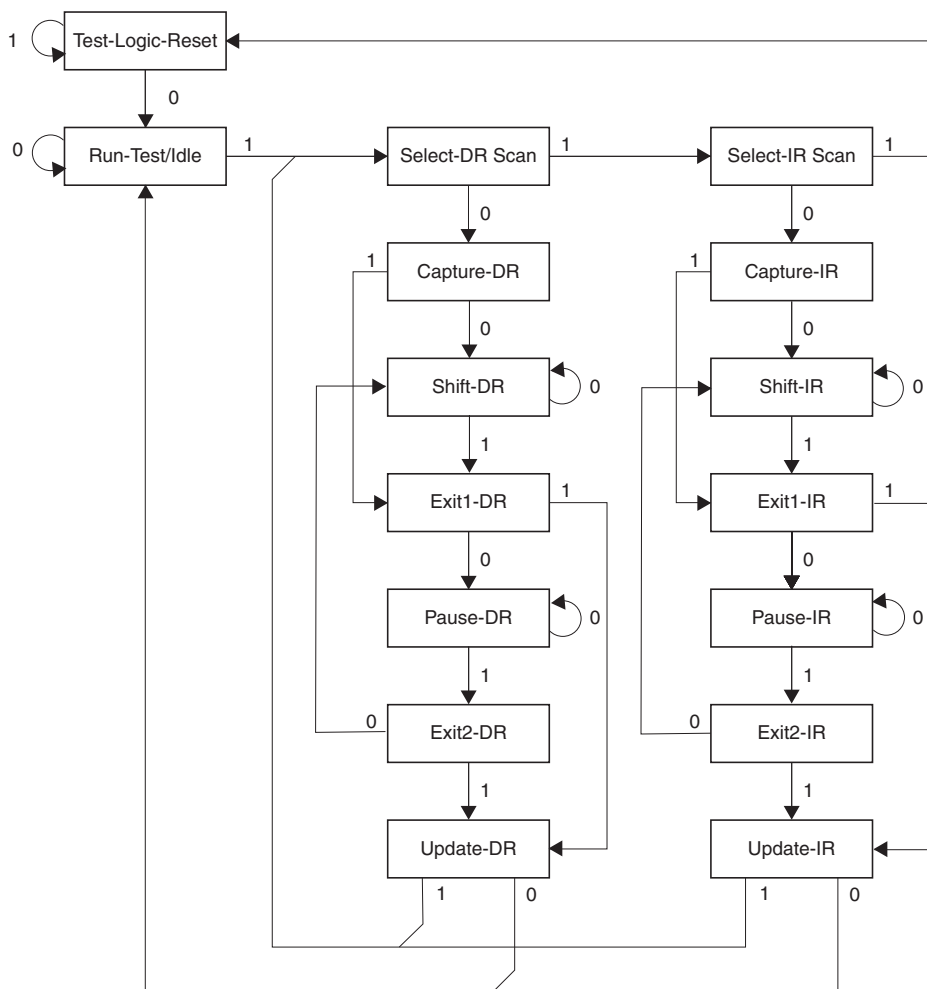 1 Test-Logic-Reset
0
0 Run-Test/Idle 1 Select-DR Scan 1 Select-IR Scan 1
0 0
1 Capture-DR 1 Capture-IR
0 0
Shift-DR 0 Shift-IR 0
1 1
Exit1-DR 1 Exit1-IR 1
0 0
Pause-DR 0 Pause-IR 0
1 1
0 Exit2-DR 0 Exit2-IR
1 1
Update-DR Update-IR
1 0 1 0